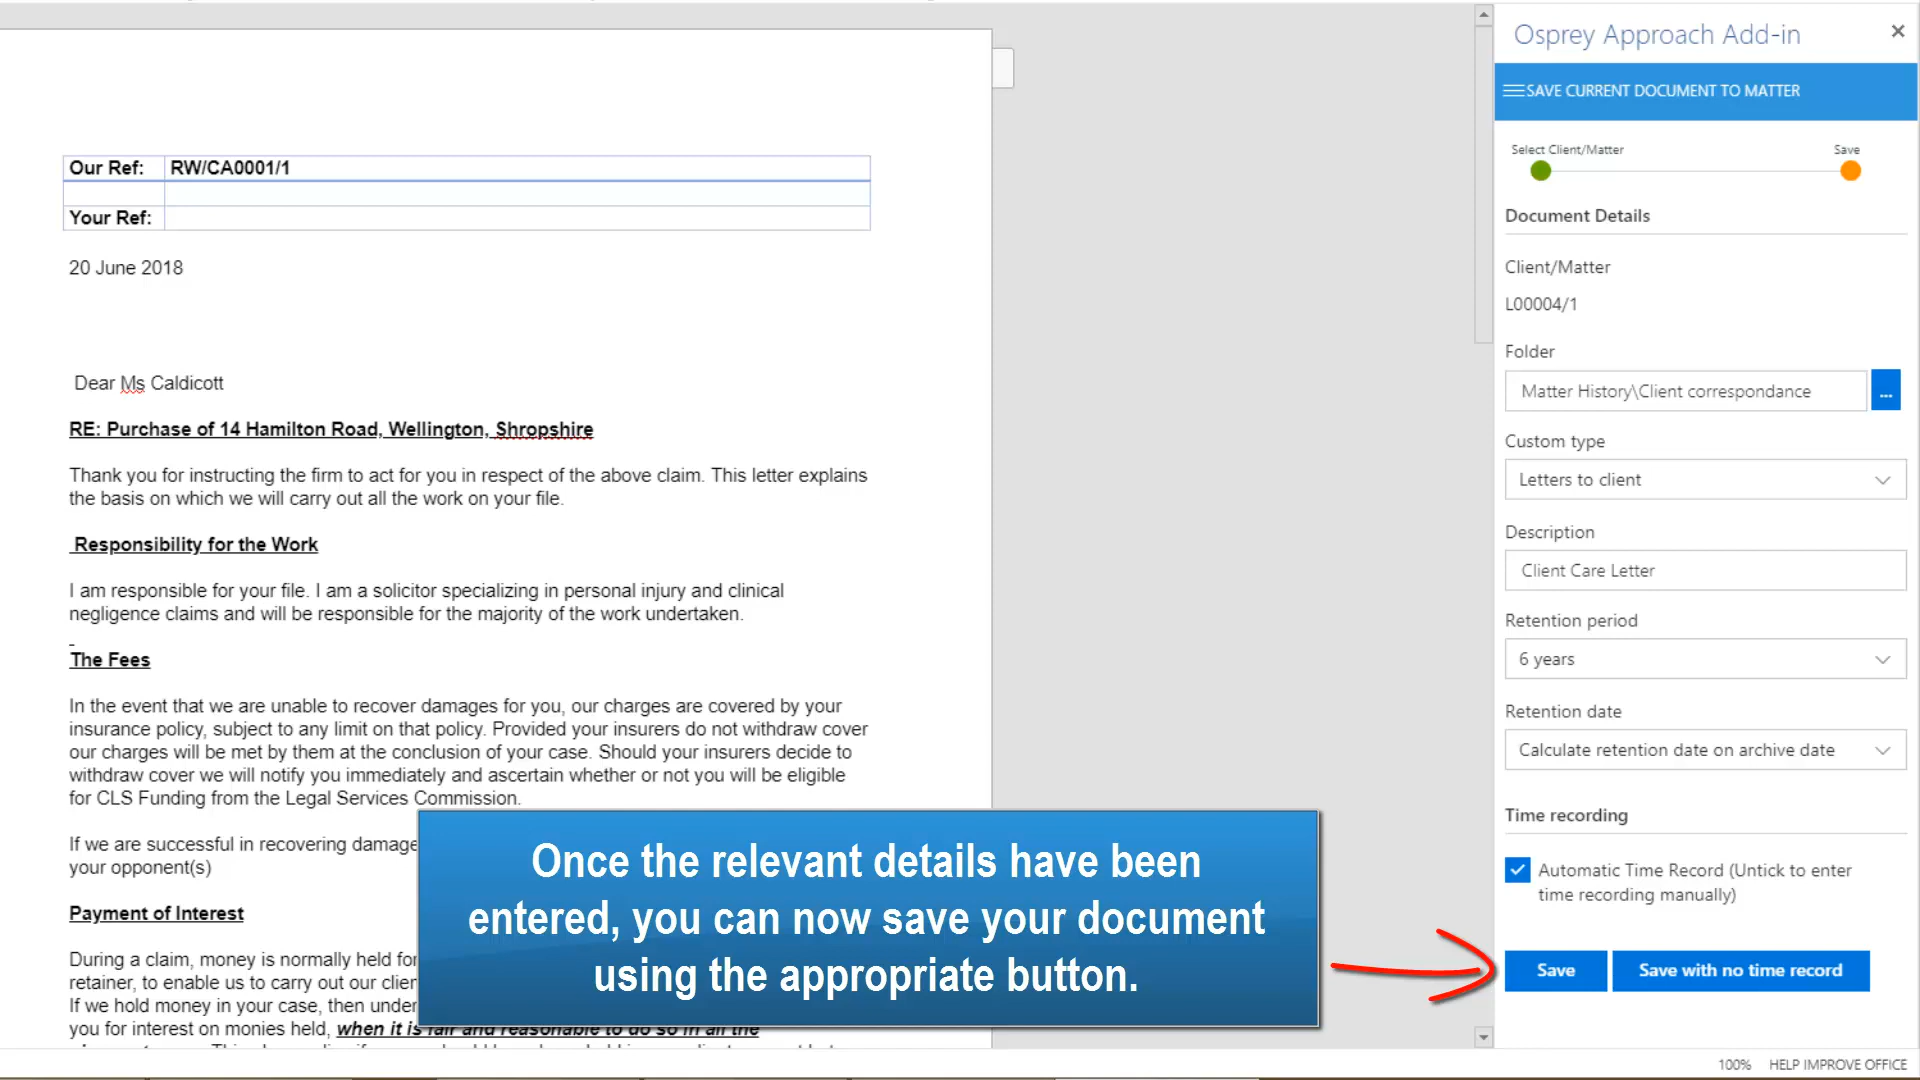 Our Ref: RW/CA0001/1
Your Ref:
20 June 2018
Dear Ms Caldicott
RE: Purchase of 14 Hamilton Road, Wellington, Shropshire
Thank you for instructing the firm to act for you in respect of the above claim. This letter explains
the basis on which we will carry out all the work on your file.
Responsibility for the Work
I am responsible for your file. I am a solicitor specializing in personal injury and clinical
negligence claims and will be responsible for the majority of the work undertaken.
The Fees
In the event that we are unable to recover damages for you, our charges are covered by your
insurance policy, subject to any limit on that policy. Provided your insurers do not withdraw cover
our charges will be met by them at the conclusion of your case. Should your insurers decide to
withdraw cover we will notify you immediately and ascertain whether or not you will be eligible
for CLS Funding from the Legal Services Commission.
If we are successful in recovering damage
your opponent(s)
Payment of Interest
During a claim, money is normally held for
retainer, to enable us to carry out our clien
If we hold money in your case, then under
you for interest on monies held, when it is fair and reasonable to do so in all the
Once the relevant details have been
entered, you can now save your document
using the appropriate button.
Osprey Approach Add-in
SAVE CURRENT DOCUMENT TO MATTER
Select Client/Matter Save
Document Details
Client/Matter
L00004/1
Folder
Matter History\Client correspondance
...
Custom type
Letters to client
Description
Client Care Letter
Retention period
6 years
Retention date
Calculate retention date on archive date
Time recording
Automatic Time Record (Untick to enter
time recording manually)
Save Save with no time record
100% HELP IMPROVE OFFICE